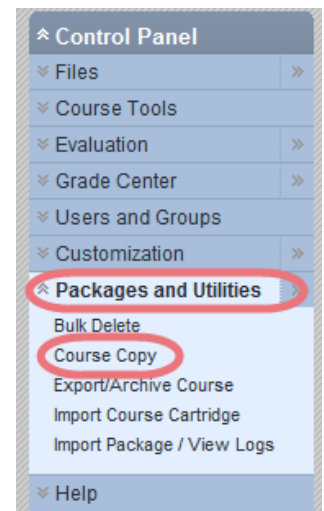 Control Panel
Files
Course Tools
Evaluation
Grade Center
Users and Groups
Customization
Packages and Utilities
Bulk Delete
Course Copy
Export/Archive Course
Import Course Cartridge
Import Package / View Logs
Help